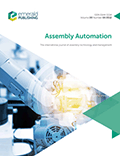 emerald
PUBLISHING
Assembly Automation
The international journal of assembly technology and management